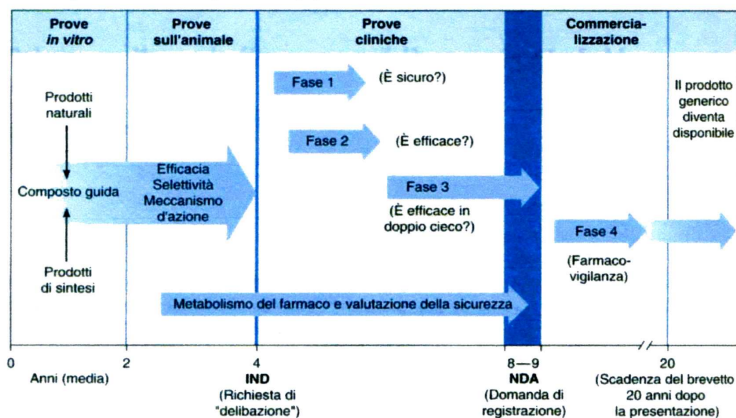 Prove
in vitro
Prove
sull'animale
Prove
cliniche
Commercia-
lizzazione
Prodotti
naturali
Composto guida
Prodotti
di sintesi
Efficacia
Selettività
Meccanismo
d'azione
Fase 1
(È sicuro?)
Fase 2
(È efficace?)
Fase 3
(È efficace in
doppio cieco?)
Fase 4
(Farmaco-
vigilanza)
Il prodotto
generico
diventa
disponibile
Metabolismo del farmaco e valutazione della sicurezza
0
2
4
8—9
20
Anni (media)
IND
(Richiesta di
"delibazione")
NDA
(Domanda di
registrazione)
(Scadenza del brevetto
20 anni dopo
la presentazione)